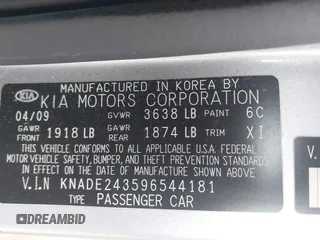 MANUFACTURED IN KOREA BY
KIA KIA MOTORS CORPORATION
04/09 GVWR 3638 LB PAINT 6C
GAWR FRONT 1918 LB GAWR REAR 1874 LB TRIM XI
THIS VEHICLE CONFORMS TO ALL APPLICABLE FEDERAL
MOTOR VEHICLE SAFETY, BUMPER, AND THEFT
PREVENTION STANDARDS
IN EFFECT ON THE DATE OF MANUFACTURE SHOWN ABOVE.
V.I.N KNADE243596544181
TYPE PASSENGER CAR
V.
DREAMBID